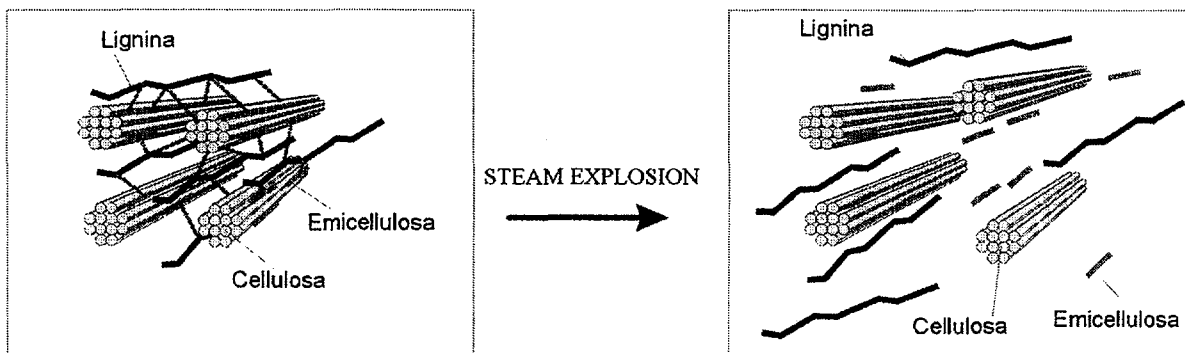 Lignina
Emicellulosa
Cellulosa
STEAM EXPLOSION
Lignina
Cellulosa
Emicellulosa